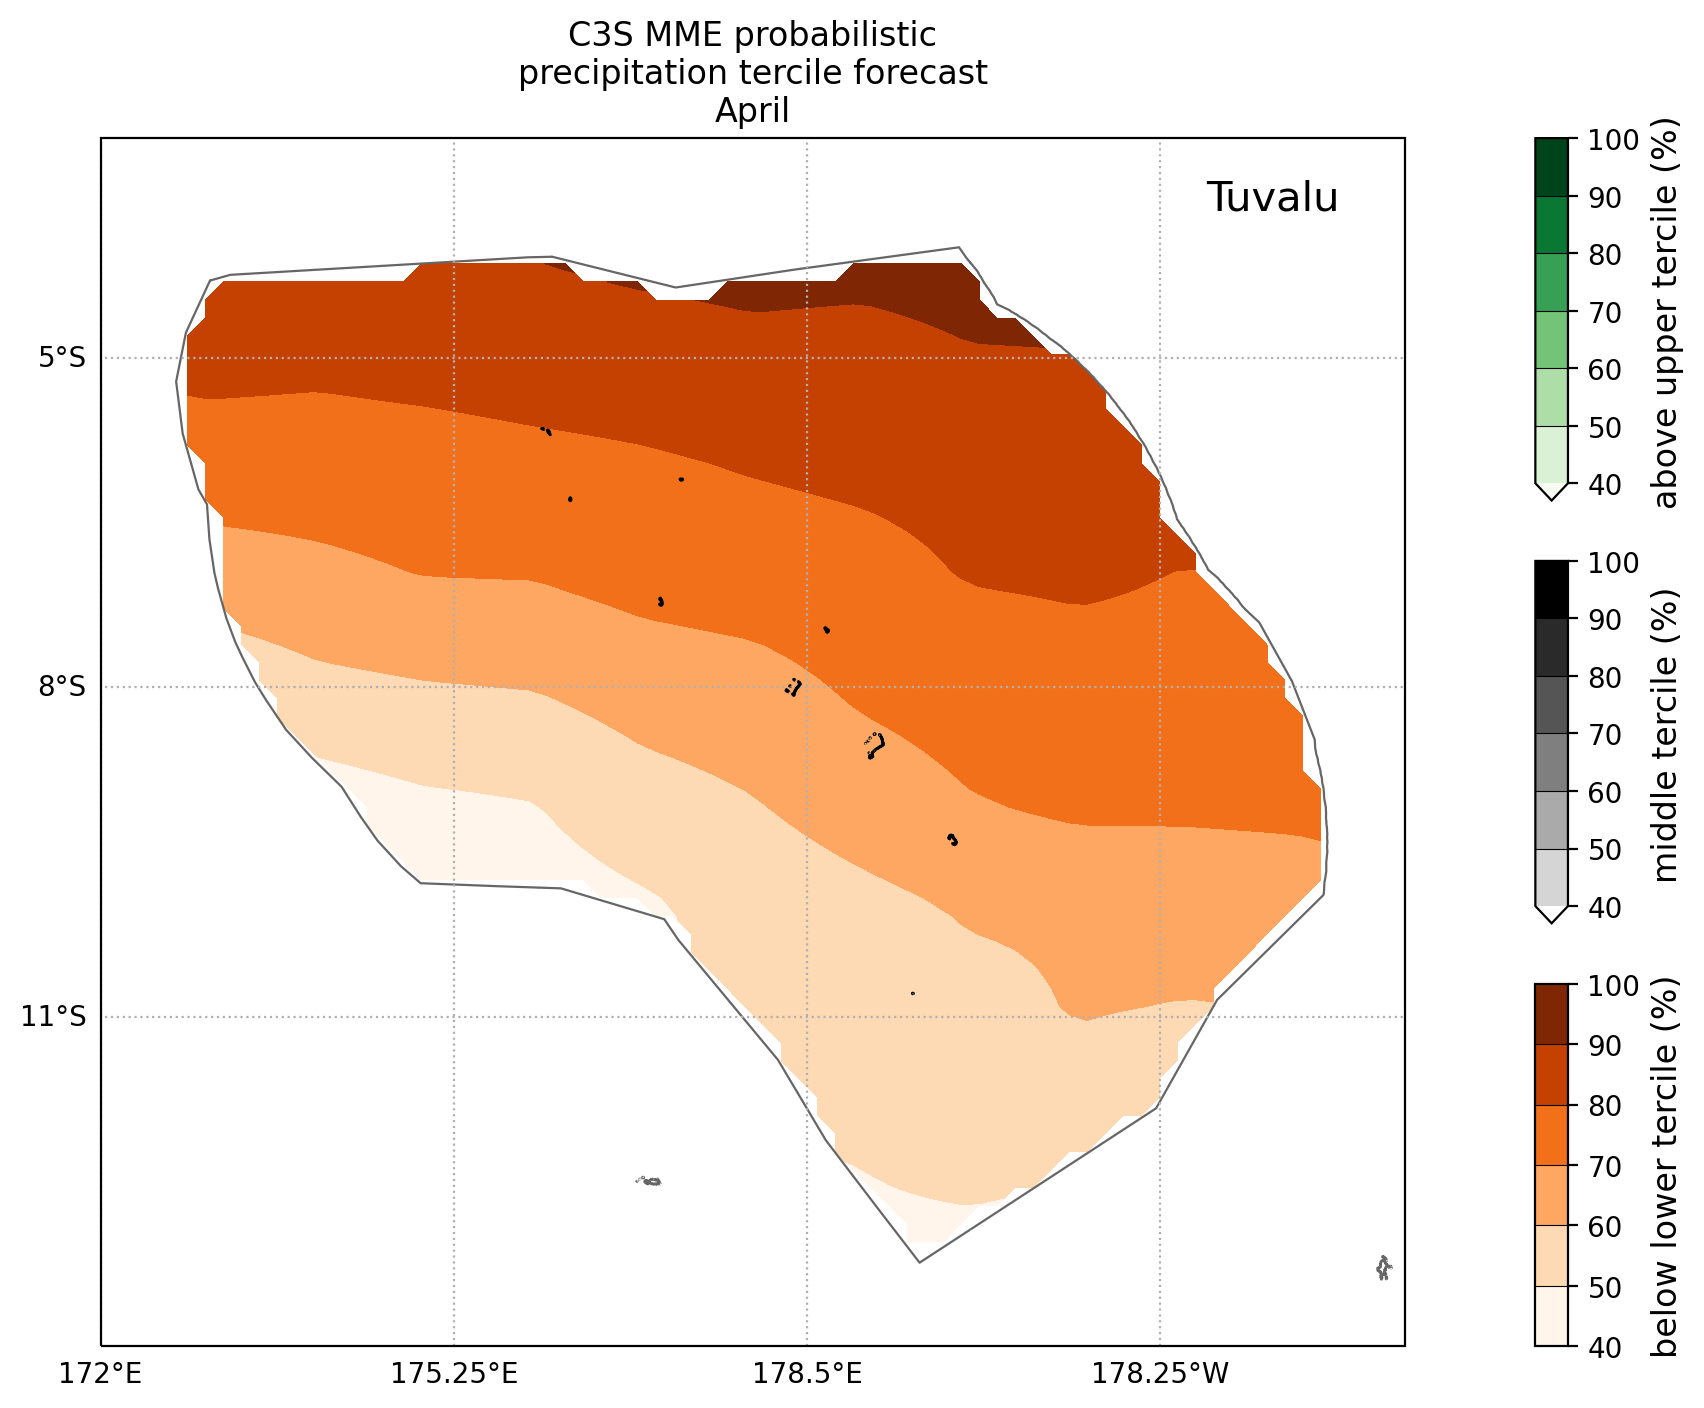 C3S MME probabilistic
precipitation tercile forecast
April
Tuvalu
5°S
8°S
11°S
172°E
175.25°E
178.5°E
178.25°W
100
90
80
70
60
50
40
above upper tercile (%)
100
90
80
70
60
50
40
middle tercile (%)
100
90
80
70
60
50
40
below lower tercile (%)